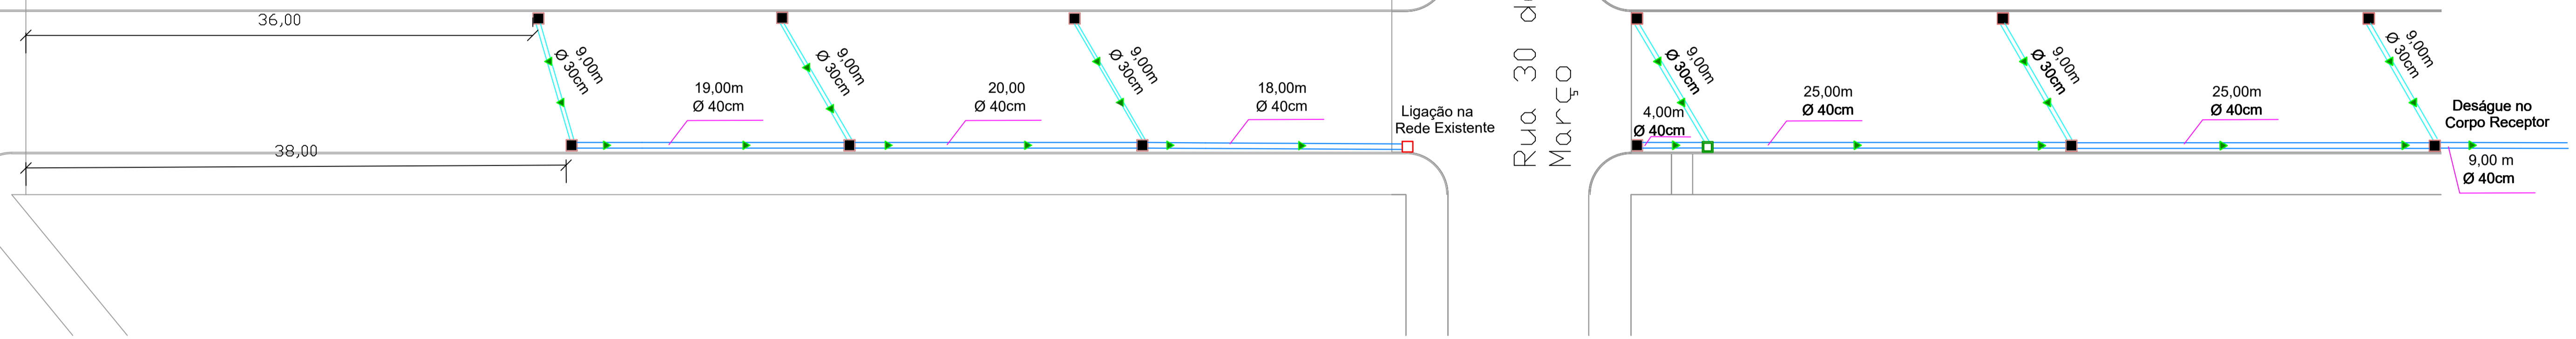 36,00
9,00m
Ø 30cm
19,00m
Ø 40cm
9,00m
Ø 30cm
20,00
Ø 40cm
9,00m
Ø 30cm
18,00m
Ø 40cm
Ligação na
Rede Existente
38,00
Rua 30 d
Março
9,00m
Ø 30cm
4,00m
Ø 40cm
25,00m
Ø 40cm
9,00m
Ø 30cm
25,00m
Ø 40cm
9,00m
Ø 30cm
Deságue no
Corpo Receptor
9,00 m
Ø 40cm